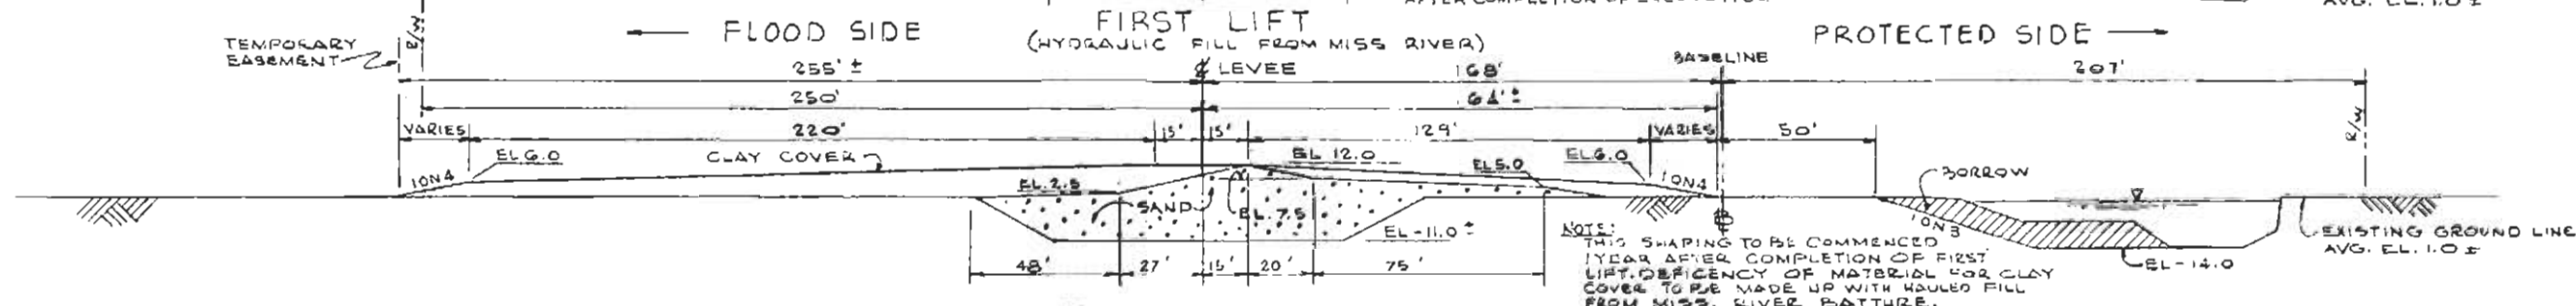 AVG. EL. 1.0 ±
FLOOD SIDE
FIRST LIFT
(HYDRAULIC FILL FROM MISS RIVER)
PROTECTED SIDE
TEMPORARY
EASEMENT
R/W
255' ±
℄ LEVEE
168'
BASELINE
207'
250'
64' ±
VARIES
220'
15'
15'
129'
VARIES
50'
R/W
EL 6.0
CLAY COVER
EL 12.0
EL 5.0
EL 6.0
1 ON 4
1 ON 4
BORROW
EL. 2.5
SAND
EL. 7.5
1 ON 3
EL -11.0 ±
EXISTING GROUND LINE
AVG. EL. 1.0 ±
EL -14.0
48'
27'
15'
20'
75'
NOTE:
THIS SHAPING TO BE COMMENCED
1 YEAR AFTER COMPLETION OF FIRST
LIFT. DEFICENCY OF MATERIAL FOR CLAY
COVER TO BE MADE UP WITH HAULED FILL
FROM MISS. RIVER BATTURE.